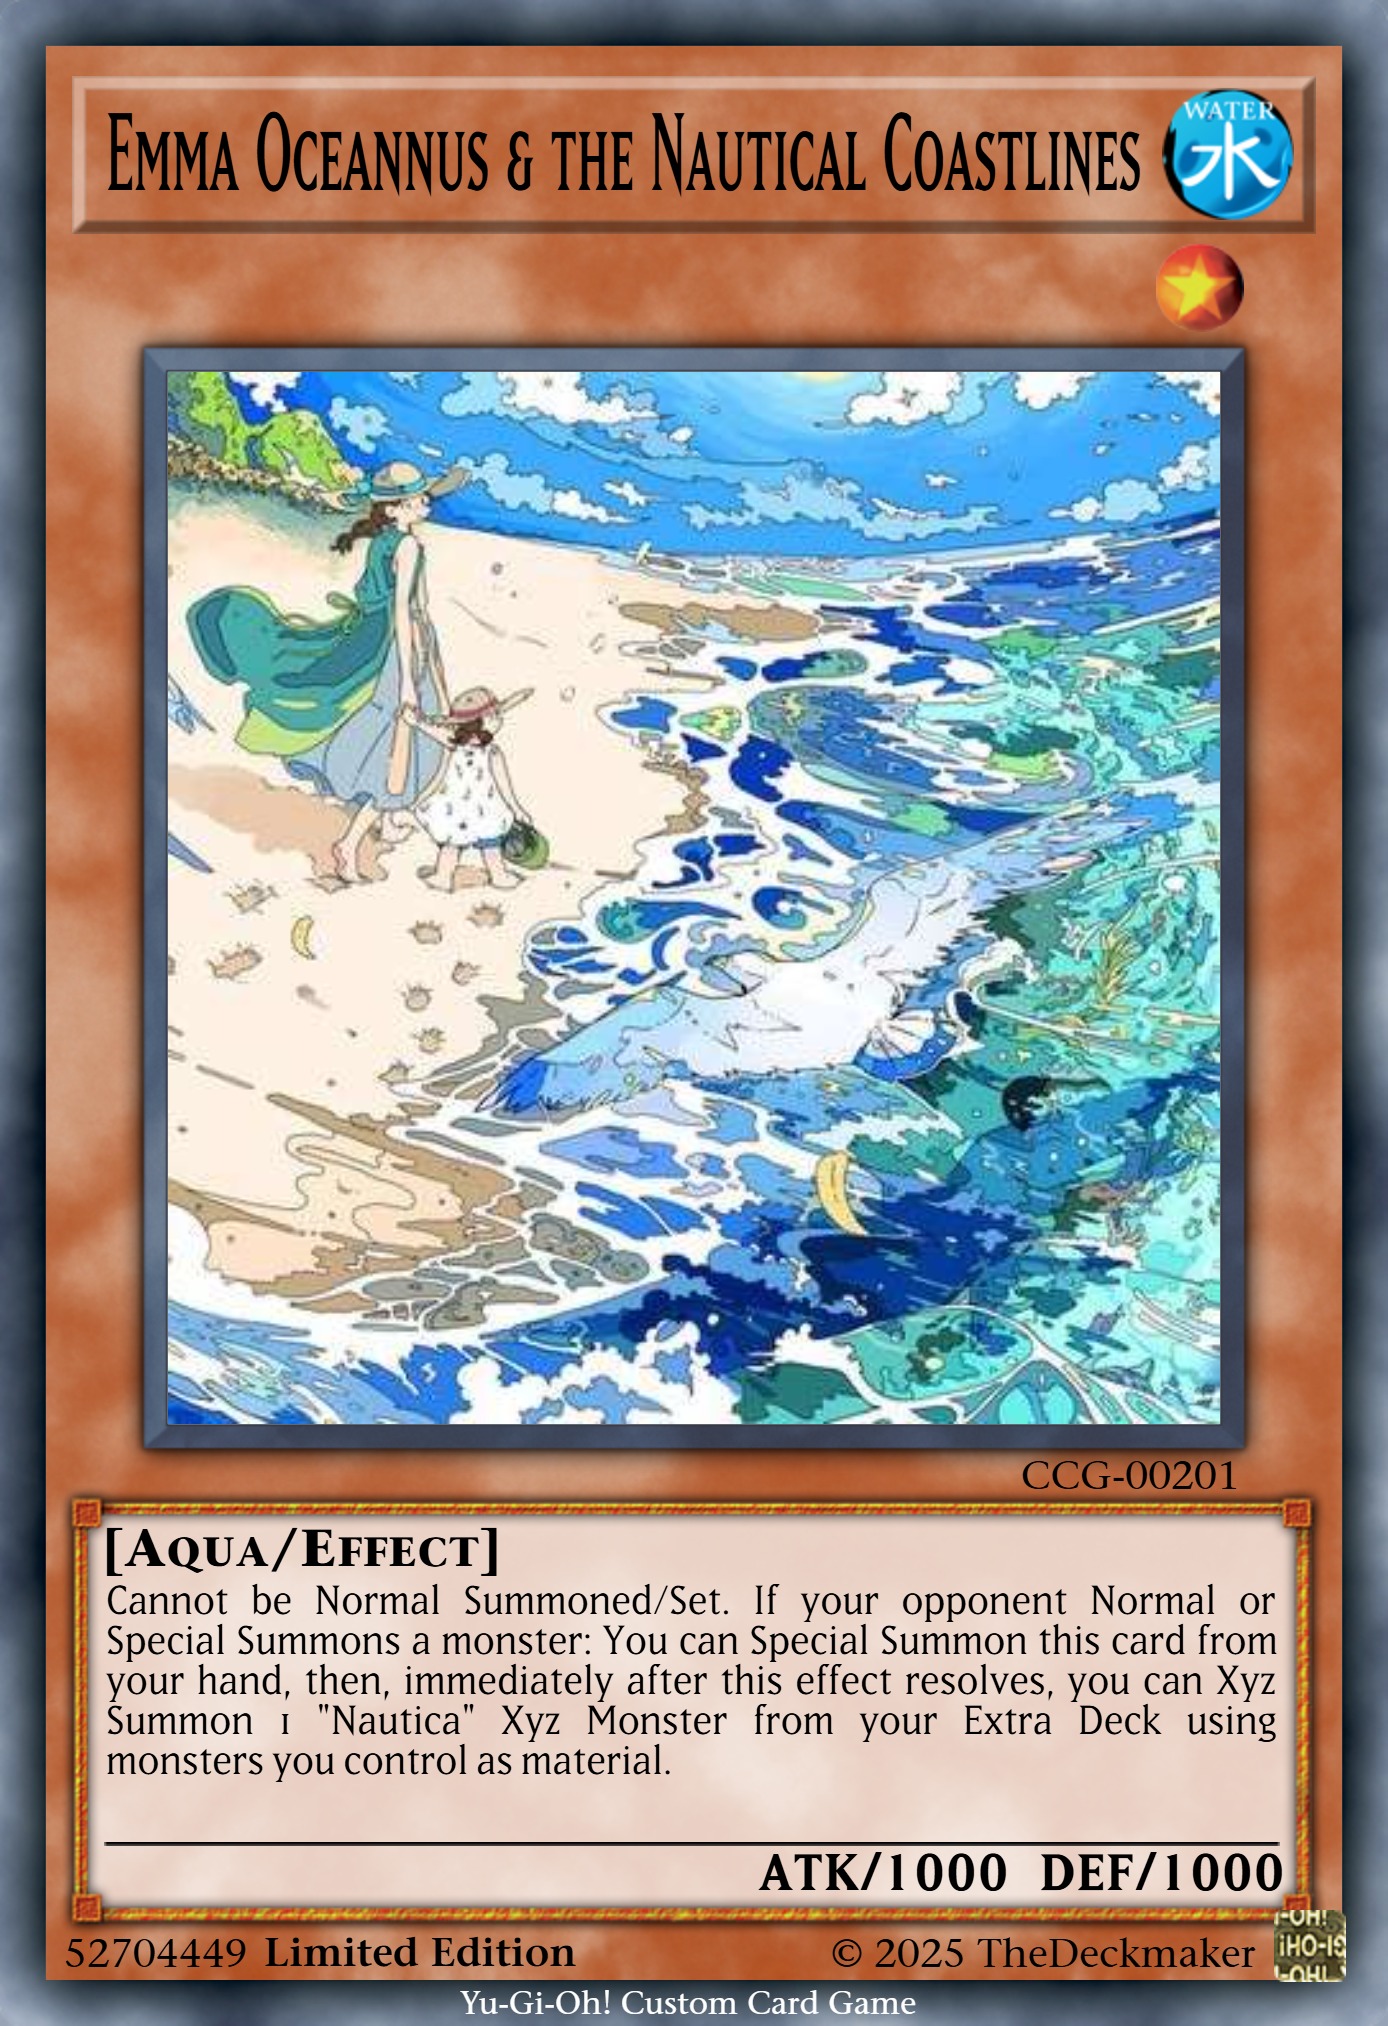 Emma Oceannus & the Nautical Coastlines
WATER
水
CCG-00201
[Aqua/Effect]
Cannot be Normal Summoned/Set. If your opponent Normal or
Special Summons a monster: You can Special Summon this card from
your hand, then, immediately after this effect resolves, you can Xyz
Summon 1 "Nautica" Xyz Monster from your Extra Deck using
monsters you control as material.
ATK/1000 DEF/1000
52704449 Limited Edition
© 2025 TheDeckmaker
Yu-Gi-Oh! Custom Card Game